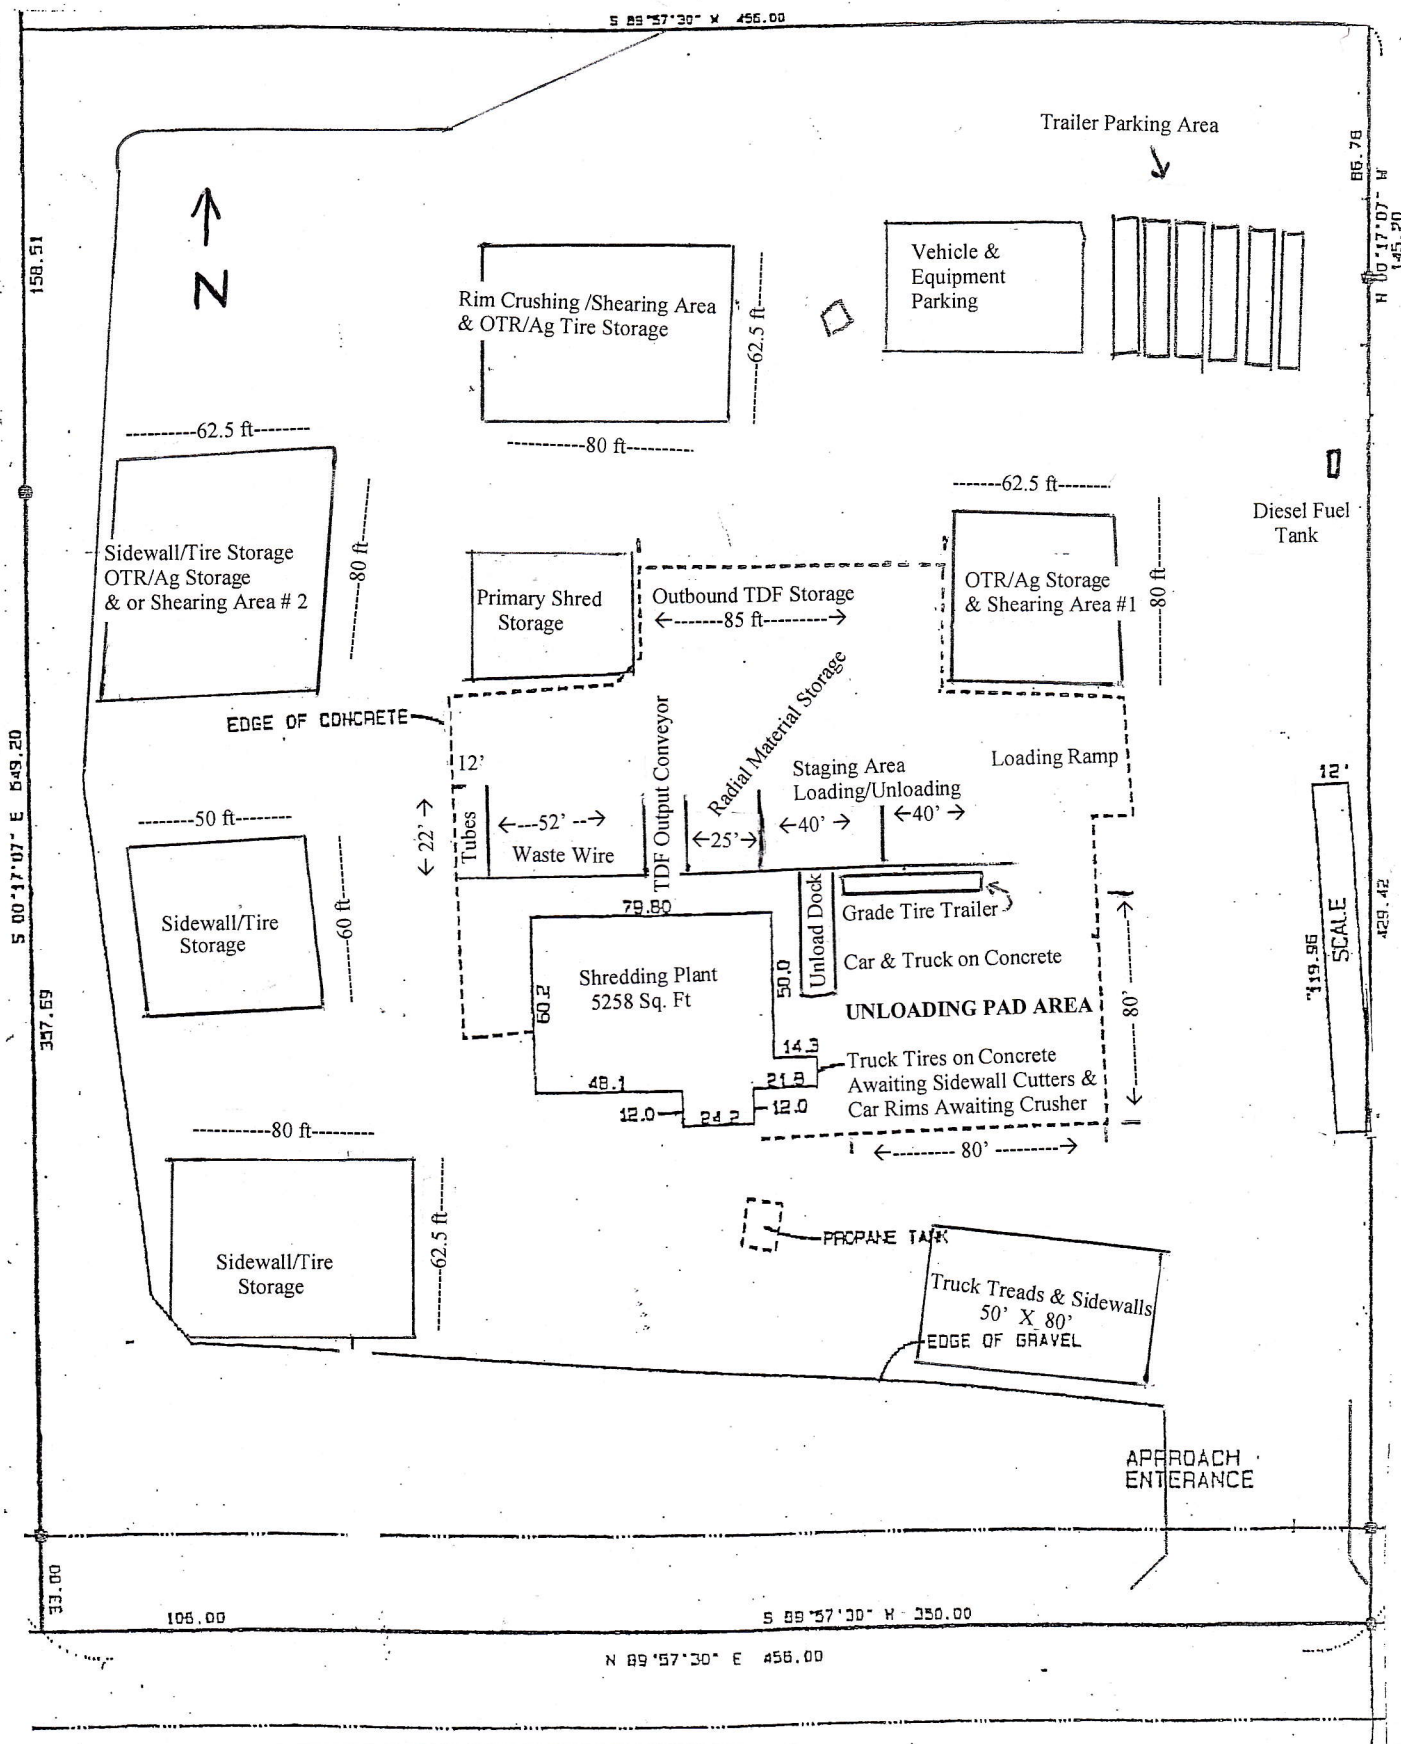 S 89°57'30" W 456.00
Trailer Parking Area
86.78
N 00°17'07" W
145.20
158.51
N
Vehicle &
Equipment
Parking
Rim Crushing /Shearing Area
& OTR/Ag Tire Storage
62.5 ft
80 ft
62.5 ft
62.5 ft
Diesel Fuel
Tank
Sidewall/Tire Storage
OTR/Ag Storage
& or Shearing Area # 2
80 ft
Primary Shred
Storage
Outbound TDF Storage
85 ft
OTR/Ag Storage
& Shearing Area #1
80 ft
EDGE OF CONCRETE
S 00°17'07" E 649.20
12'
TDF Output Conveyor
Radial Material Storage
Staging Area
Loading/Unloading
Loading Ramp
12'
50 ft
22'
Tubes
52'
Waste Wire
25'
40'
40'
Sidewall/Tire
Storage
60 ft
79.80
Unload Dock
Grade Tire Trailer
SCALE
119.96
429.42
Shredding Plant
5258 Sq. Ft
60.2
50.0
Car & Truck on Concrete
UNLOADING PAD AREA
80'
357.69
14.3
21.8
Truck Tires on Concrete
Awaiting Sidewall Cutters &
Car Rims Awaiting Crusher
48.1
12.0
24.2
12.0
80 ft
80'
Sidewall/Tire
Storage
62.5 ft
PROPANE TANK
Truck Treads & Sidewalls
50' X 80'
EDGE OF GRAVEL
APPROACH
ENTERANCE
33.00
106.00
S 89°57'30" W 350.00
N 89°57'30" E 456.00